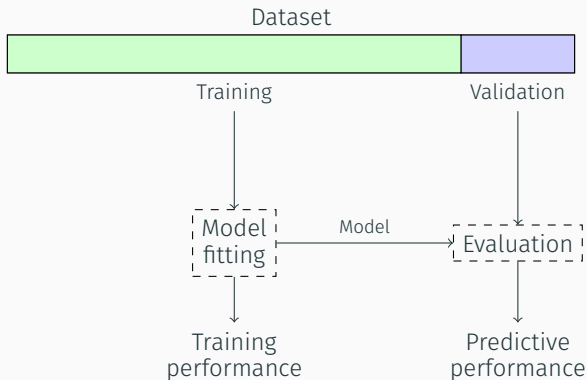 Dataset
Training
Validation
Model
fitting
Model
Evaluation
Training
performance
Predictive
performance